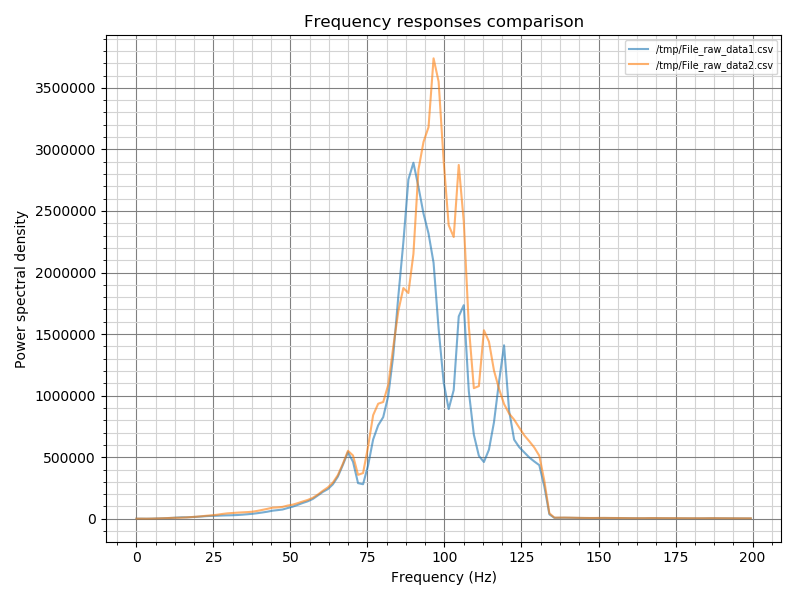 Frequency responses comparison
/tmp/File_raw_data1.csv
/tmp/File_raw_data2.csv
Power spectral density
3500000
3000000
2500000
2000000
1500000
1000000
500000
0
0 25 50 75 100 125 150 175 200
Frequency (Hz)